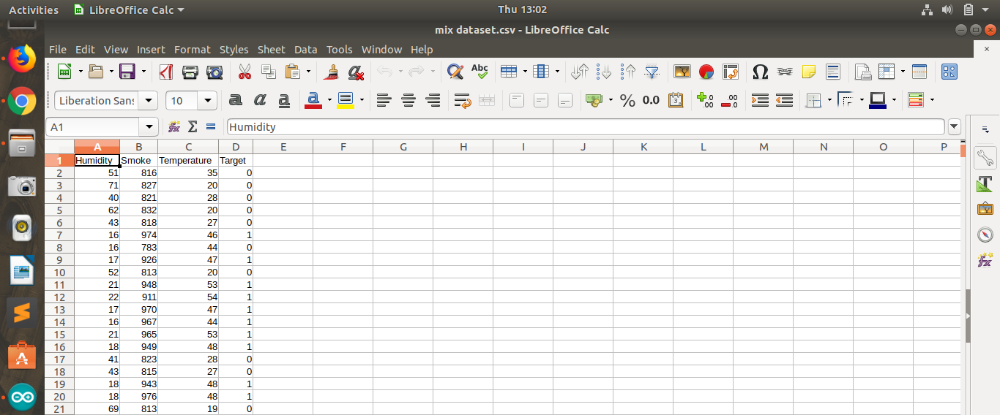 Activities LibreOffice Calc Thu 13:02
mix dataset.csv - LibreOffice Calc
File Edit View Insert Format Styles Sheet Data Tools Window Help
Abc
Liberation Sans 10 a a a a % 0.0 .00 .00
A1 fx Σ = Humidity
A B C D E F G H I J K L M N O P
1 Humidity Smoke Temperature Target
2 51 816 35 0
3 71 827 20 0
4 40 821 28 0
5 62 832 20 0
6 43 818 27 0
7 16 974 46 1
8 16 783 44 0
9 17 926 47 1
10 52 813 20 0
11 21 948 53 1
12 22 911 54 1
13 17 970 47 1
14 16 967 44 1
15 21 965 53 1
16 18 949 48 1
17 41 823 28 0
18 43 815 27 0
19 18 943 48 1
20 18 976 48 1
21 69 813 19 0